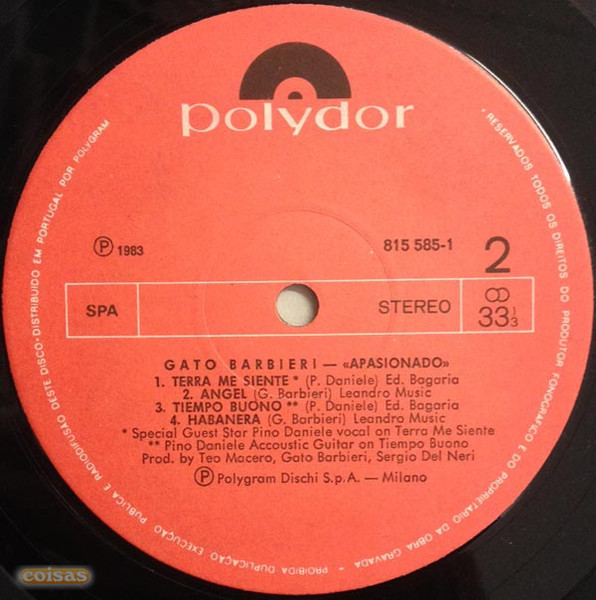 polydor
℗ 1983
815 585-1
2
SPA
STEREO
33 1/3
GATO BARBIERI — «APASIONADO»
1. TERRA ME SIENTE * (P. Daniele) Ed. Bagaria
2. ANGEL (G. Barbieri) Leandro Music
3. TIEMPO BUONO ** (P. Daniele) Ed. Bagaria
4. HABANERA (G. Barbieri) Leandro Music
* Special Guest Star Pino Daniele vocal on Terra Me Siente
** Pino Daniele Accoustic Guitar on Tiempo Buono
Prod. by Teo Macero, Gato Barbieri, Sergio Del Neri
℗ Polygram Dischi S.p.A. — Milano
• RESERVADOS TODOS OS DIREITOS DO PRODUTOR FONOGRÁFICO E DO PROPRIETÁRIO DA OBRA GRAVADA - PROIBIDA DUPLICAÇÃO EXECUÇÃO PÚBLICA E RADIODIFUSÃO DESTE DISCO - DISTRIBUIDO EM PORTUGAL POR POLYGRAM
coisas